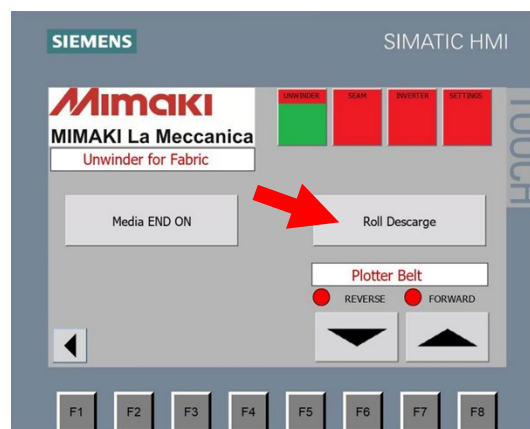 SIEMENS
SIMATIC HMI
TOUCH
Mimaki
MIMAKI La Meccanica
Unwinder for Fabric
UNWINDER
SEAM
INVERTER
SETTINGS
Media END ON
Roll Descarge
Plotter Belt
REVERSE
FORWARD
F1 F2 F3 F4 F5 F6 F7 F8